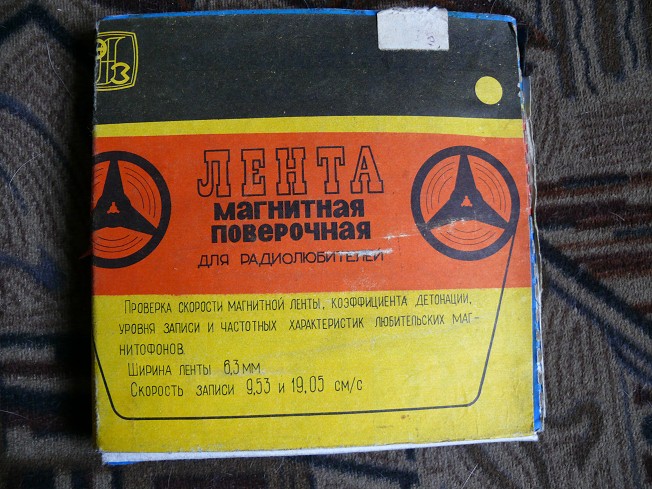 ЛЕНТА
МАГНИТНАЯ
ПОВЕРОЧНАЯ
ДЛЯ РАДИОЛЮБИТЕЛЕЙ
ПРОВЕРКА СКОРОСТИ МАГНИТНОЙ ЛЕНТЫ, КОЭФФИЦИЕНТА ДЕТОНАЦИИ,
УРОВНЯ ЗАПИСИ И ЧАСТОТНЫХ ХАРАКТЕРИСТИК ЛЮБИТЕЛЬСКИХ МАГ-
НИТОФОНОВ.
ШИРИНА ЛЕНТЫ 6,3 мм.
СКОРОСТЬ ЗАПИСИ 9,53 и 19,05 см/с